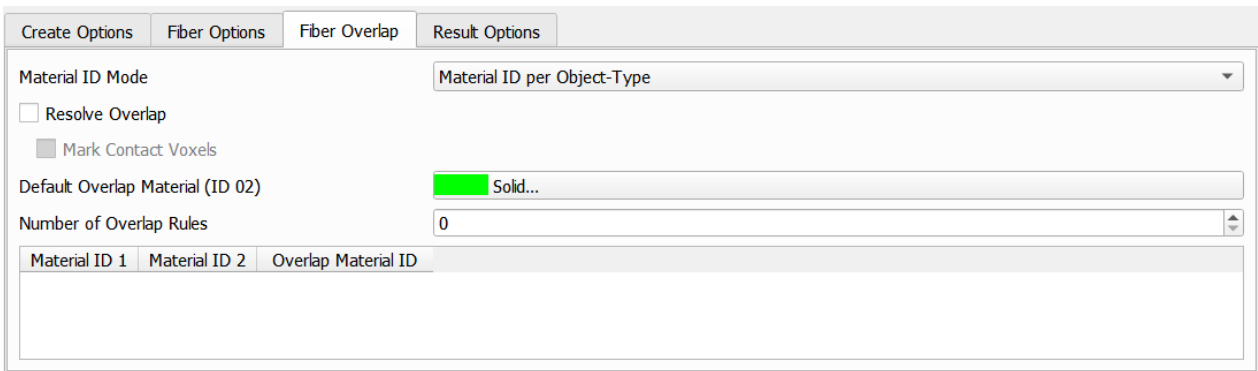 Create Options Fiber Options Fiber Overlap Result Options
Material ID Mode Material ID per Object-Type
Resolve Overlap
Mark Contact Voxels
Default Overlap Material (ID 02) Solid...
Number of Overlap Rules 0
Material ID 1 Material ID 2 Overlap Material ID